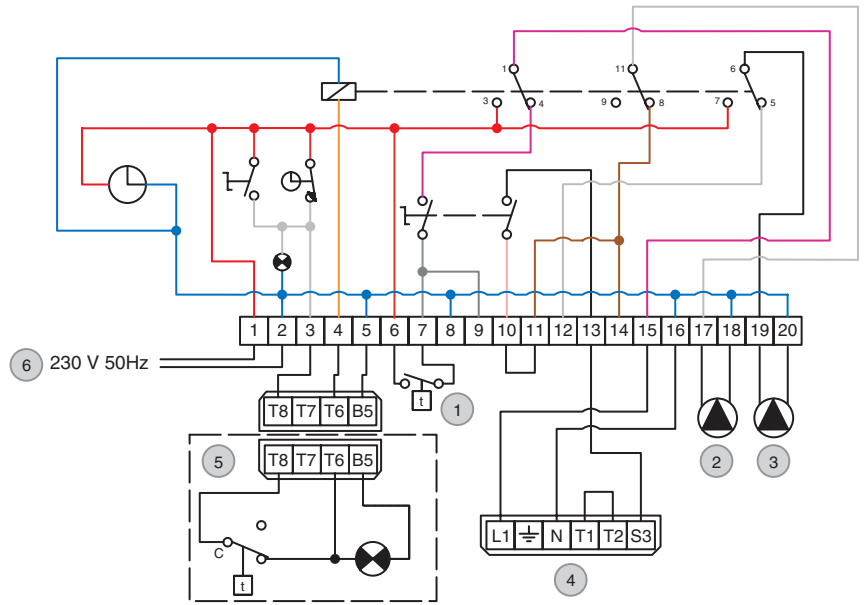 1 11 6
3 4 9 8 7 5
1 2 3 4 5 6 7 8 9 10 11 12 13 14 15 16 17 18 19 20
6 230 V 50Hz
t 1
T8 T7 T6 B5
5 2 3
T8 T7 T6 B5
L1 N T1 T2 S3
C
t 4